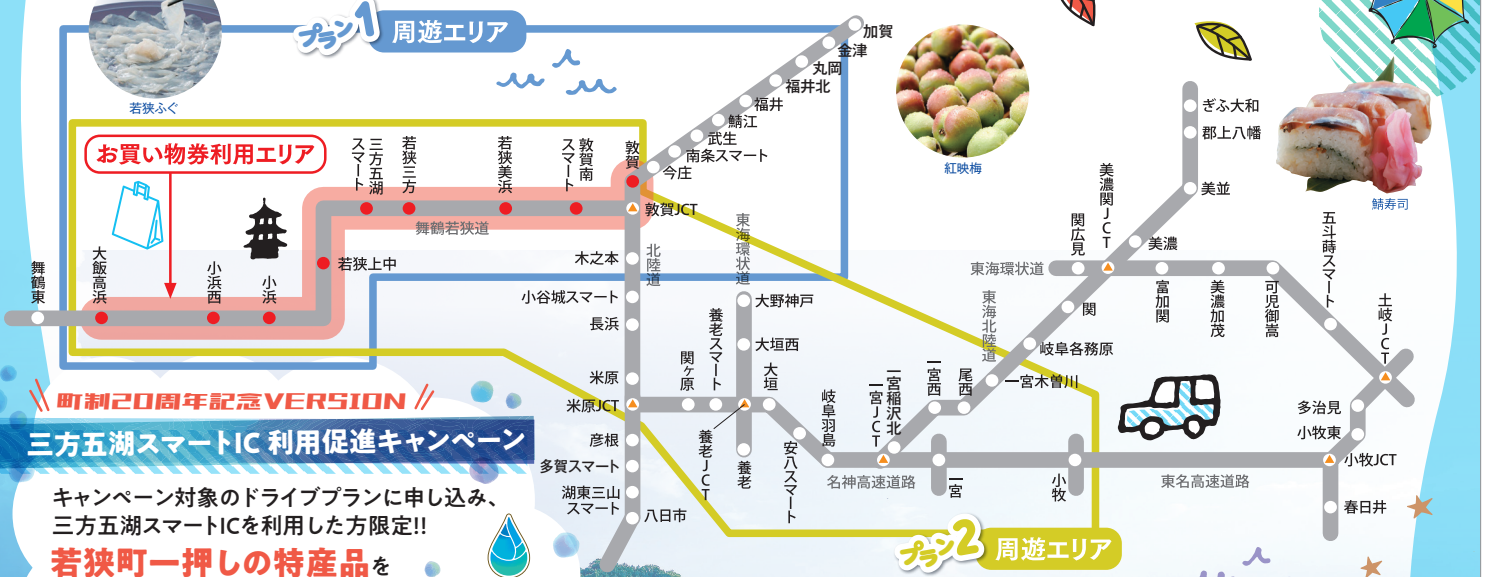 プラン1 周遊エリア
若狭ふぐ
お買い物券利用エリア
舞鶴東
大飯高浜
小浜西
小浜
若狭上中
三方五湖スマート
若狭三方
若狭美浜
敦賀南スマート
敦賀
舞鶴若狭道
加賀
金津
丸岡
福井北
福井
鯖江
武生
南条スマート
今庄
敦賀JCT
北陸道
木之本
小谷城スマート
長浜
米原
米原JCT
彦根
多賀スマート
湖東三山
スマート
八日市
東海環状道
大野神戸
大垣西
養老スマート
関ヶ原
大垣
養老JCT
養老
安八スマート
岐阜羽島
名神高速道路
一宮稲沢北
一宮JCT
一宮西
尾西
一宮
小牧
一宮木曽川
岐阜各務原
関
東海北陸道
紅映梅
ぎふ大和
郡上八幡
美並
美濃
美濃関JCT
関広見
東海環状道
富加関
美濃加茂
可児御嵩
五斗蒔スマート
土岐JCT
多治見
小牧東
小牧JCT
東名高速道路
春日井
鯖寿司
プラン2 周遊エリア
町制20周年記念VERSION
三方五湖スマートIC 利用促進キャンペーン
キャンペーン対象のドライブプランに申し込み、
三方五湖スマートICを利用した方限定!!
若狭町一押しの特産品を